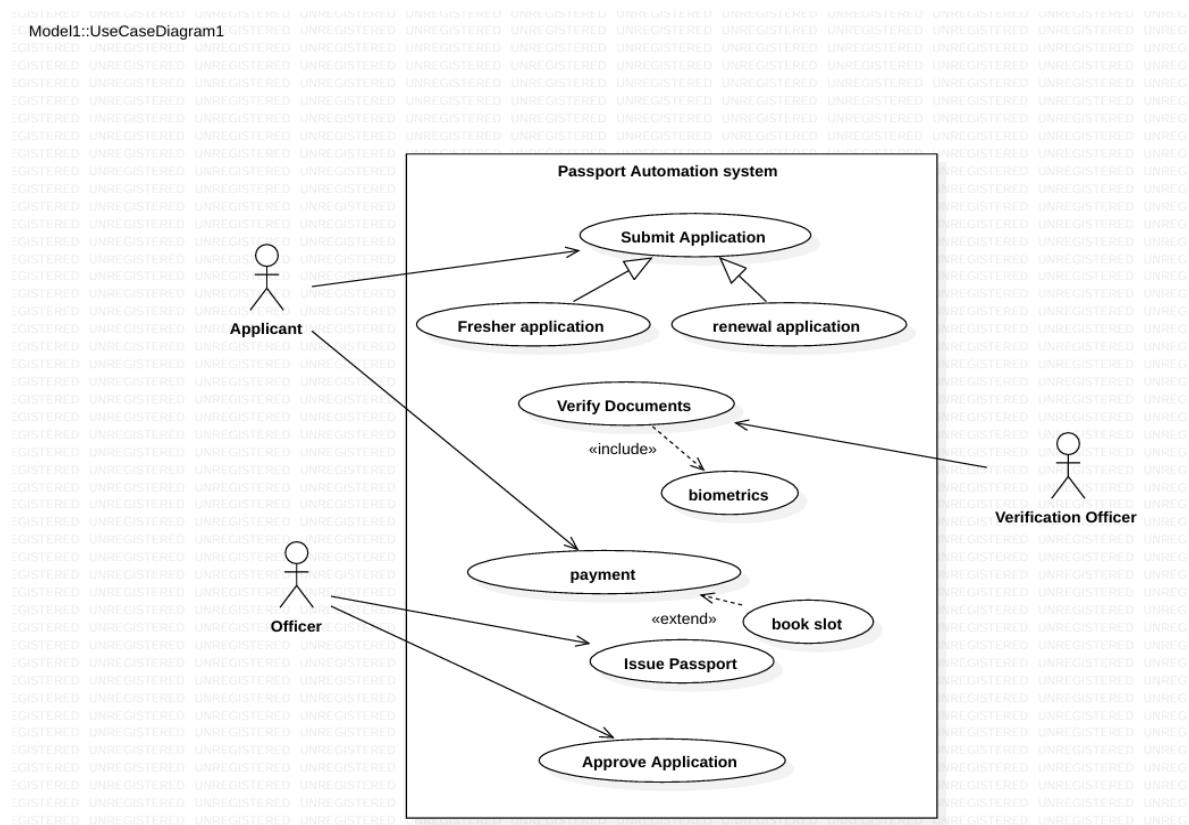 Model1::UseCaseDiagram1
Passport Automation system
Submit Application
Fresher application
renewal application
Applicant
Verify Documents
«include»
biometrics
Verification Officer
payment
«extend»
book slot
Officer
Issue Passport
Approve Application
UNREGISTERED